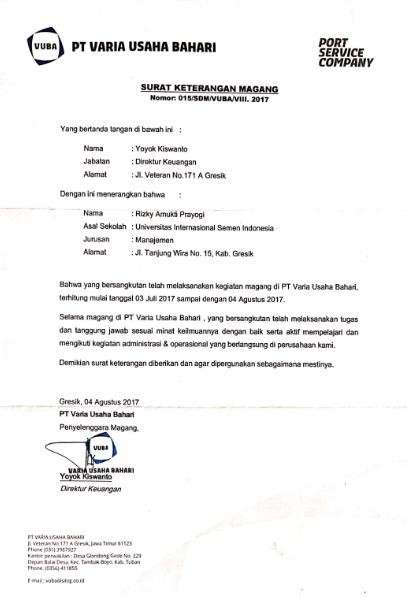 VUBA PT VARIA USAHA BAHARI
PORT
SERVICE
COMPANY
SURAT KETERANGAN MAGANG
Nomor: 015/SDM/VUBA/VIII. 2017
Yang bertanda tangan di bawah ini :
Nama : Yoyok Kiswanto
Jabatan : Direktur Keuangan
Alamat : Jl. Veteran No.171 A Gresik
Dengan ini menerangkan bahwa :
Nama : Rizky Amukti Prayogi
Asal Sekolah : Universitas Internasional Semen Indonesia
Jurusan : Manajemen
Alamat : Jl. Tanjung Wira No. 15, Kab. Gresik
Bahwa yang bersangkutan telah melaksanakan kegiatan magang di PT Varia Usaha Bahari,
terhitung mulai tanggal 03 Juli 2017 sampai dengan 04 Agustus 2017.
Selama magang di PT Varia Usaha Bahari , yang bersangkutan telah melaksanakan tugas
dan tanggung jawab sesuai minat keilmuannya dengan baik serta aktif mempelajari dan
mengikuti kegiatan administrasi & operasional yang berlangsung di perusahaan kami.
Demikian surat keterangan diberikan dan agar dipergunakan sebagaimana mestinya.
Gresik, 04 Agustus 2017
PT Varia Usaha Bahari
Penyelenggara Magang,
VUBA
VARIA USAHA BAHARI
Yoyok Kiswanto
Direktur Keuangan
PT VARIA USAHA BAHARI
Jl. Veteran No.171 A Gresik, Jawa Timur 61123
Phone (031) 3987927
Kantor perwakilan : Desa Glondong Gede No. 229
Depan Balai Desa, Kec. Tambak Boyo, Kab. Tuban
Phone. (0356) 411855
E-mail : vuba@silog.co.id